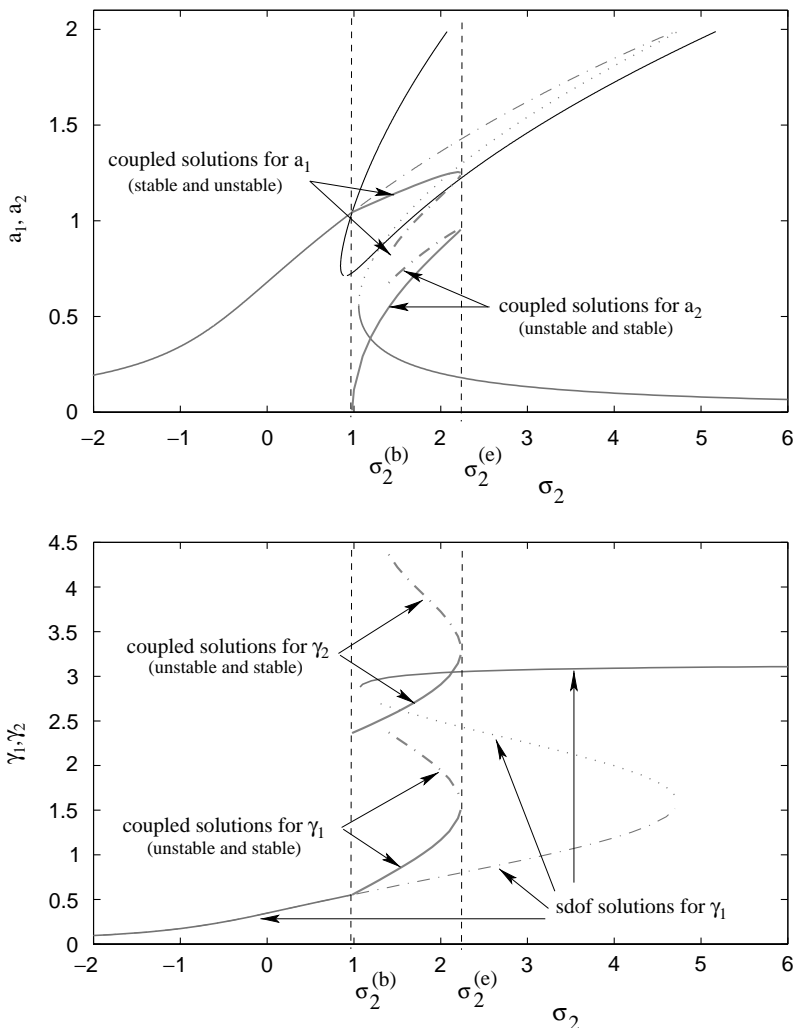 2
1.5
1
0.5
0
a₁, a₂
coupled solutions for a₁
(stable and unstable)
coupled solutions for a₂
(unstable and stable)
−2 −1 0 1 2 3 4 5 6
σ₂⁽ᵇ⁾ σ₂⁽ᵉ⁾ σ₂
4.5
4
3.5
3
2.5
2
1.5
1
0.5
0
γ₁,γ₂
coupled solutions for γ₂
(unstable and stable)
coupled solutions for γ₁
(unstable and stable)
sdof solutions for γ₁
−2 −1 0 1 2 3 4 5 6
σ₂⁽ᵇ⁾ σ₂⁽ᵉ⁾ σ₂